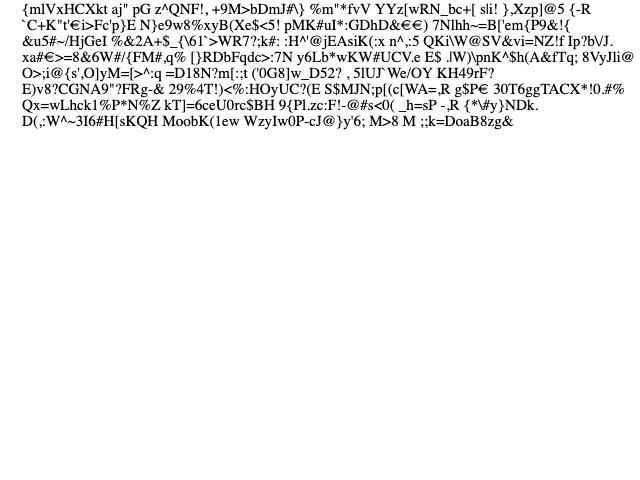 {mlVxHCXkt aj" pG z^QNF!, +9M>bDmJ#\} %m"*fvV YYz[wRN_bc+[ s|i! },Xzp]@5 {-R
`C+K"t'€i>Fc'p}E N}e9w8%xyB(Xe$<5! pMK#uI*:GDhD&€€) 7Nlhh~=B['em{P9&!{
&u5#~/HjGeI %&2A+$_{\61`>WR7?;k#: :H^'@jEAsiK(:x n^,:5 QKi\W@SV&vi=NZ!f Ip?b\/J.
xa#€>=8&6W#/{FM#,q% [}RDbFqdc>:7N y6Lb*wKW#UCV.e E$ .|W)\pnK^$h(A&fTq; 8VyJli@
O>;i@{s',O]yM=[>^:q =D18N?m[:;t ('0G8]w_D52? , 5lUJ`We/OY KH49rF?
E)v8?CGNA9"?FRg-& 29%4T!)<%:HOyUC?(E S$MJN;p[(c[WA=,R g$P€ 30T6ggTACX*!0.#%
Qx=wLhck1%P*N%Z kT]=6ceU0rc$BH 9{Pl.zc:F!-@#s<0( _h=sP -,R {*\#y}NDk.
D(,:W^~3I6#H[sKQH MoobK(1ew WzyIw0P-cJ@}y'6; M>8 M ;;k=DoaB8zg&